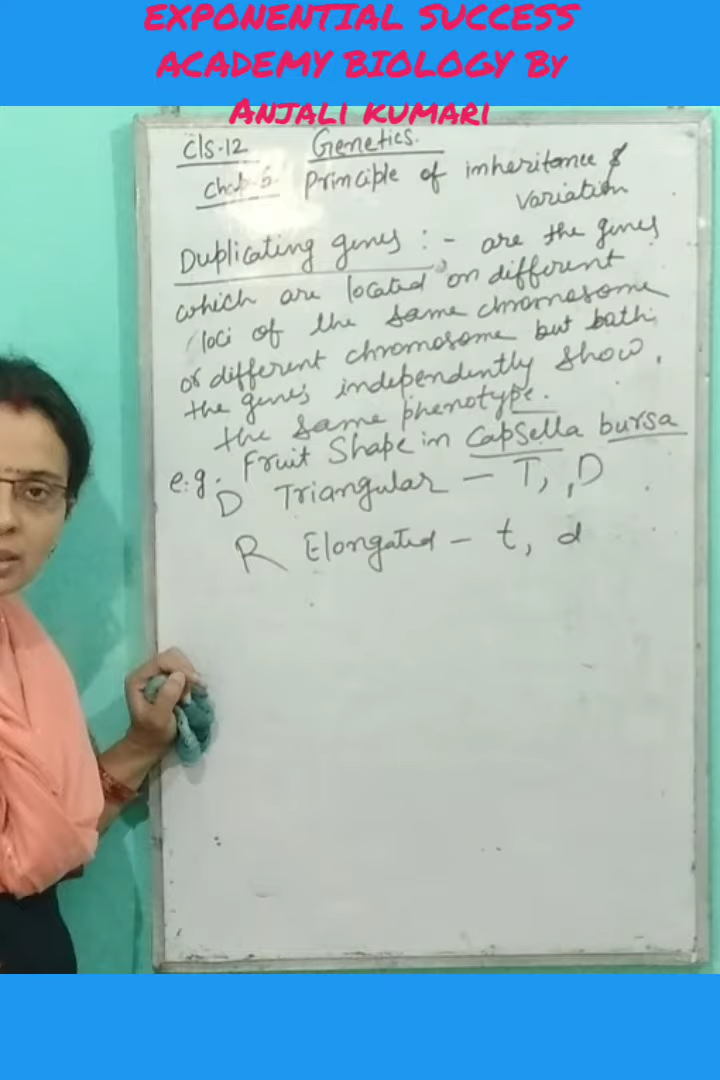 EXPONENTIAL SUCCESS
ACADEMY BIOLOGY BY
ANJALI KUMARI
Cls-12 Genetics.
Chap-5. Principle of inheritance &
variation
Duplicating genes :- are the genes
which are located on different
loci of the same chromosome
or different chromosome but both
the genes independently show
the same phenotype.
e.g. Fruit Shape in CapSella bursa
D Triangular - T, D
R Elongated - t, d